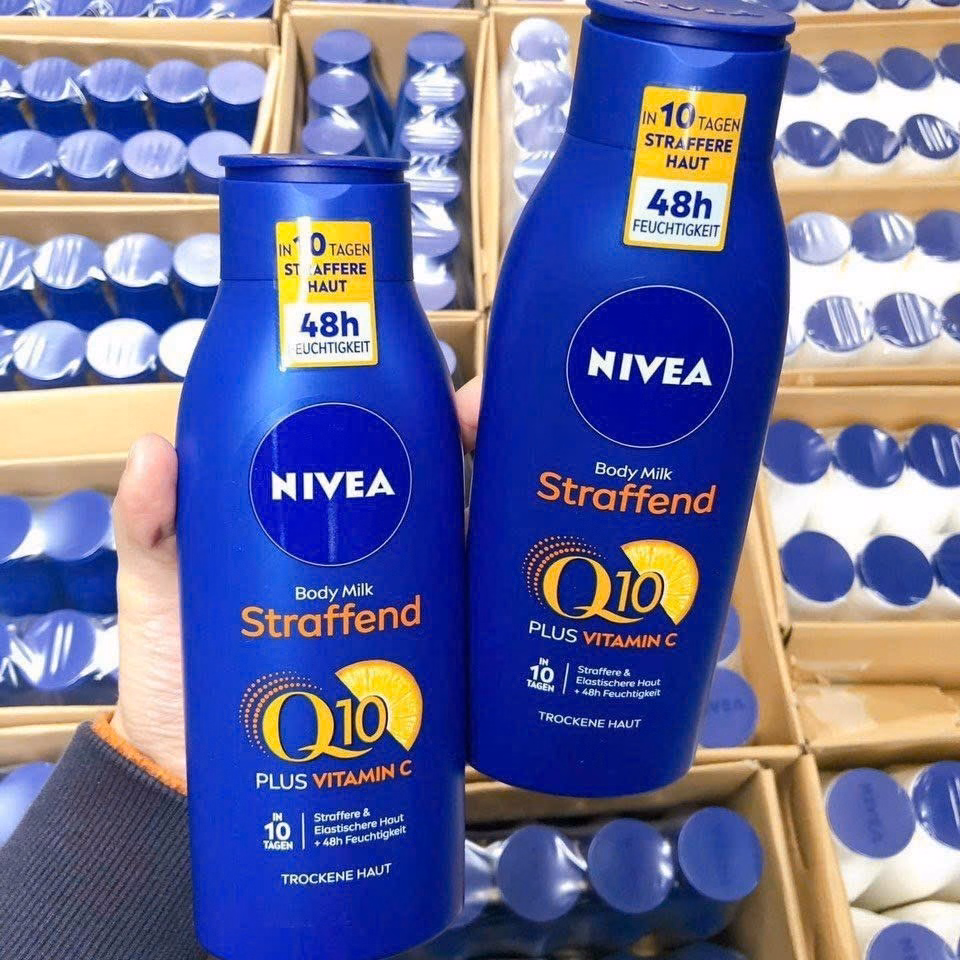 IN 10 TAGEN
STRAFFERE
HAUT
48h
FEUCHTIGKEIT
NIVEA
Body Milk
Straffend
Q10
PLUS VITAMIN C
IN
10
TAGEN
Straffere &
Elastischere Haut
+ 48h Feuchtigkeit
TROCKENE HAUT
NIVEA
IN 10 TAGEN
STRAFFERE
HAUT
48h
FEUCHTIGKEIT
NIVEA
Body Milk
Straffend
Q10
PLUS VITAMIN C
IN
10
TAGEN
Straffere &
Elastischere Haut
+ 48h Feuchtigkeit
TROCKENE HAUT